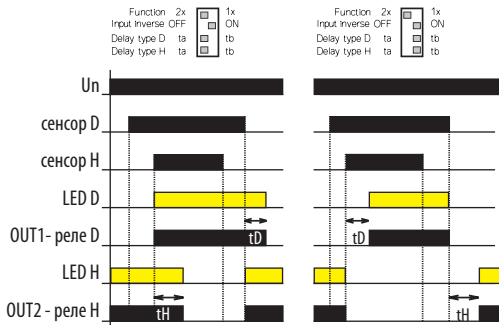 Function 2x 1x
Input Inverse OFF ON
Delay type D ta tb
Delay type H ta tb
Function 2x 1x
Input Inverse OFF ON
Delay type D ta tb
Delay type H ta tb
Un
сенсор D
сенсор H
LED D
OUT1- реле D
tD
tD
LED H
OUT2 - реле H
tH
tH